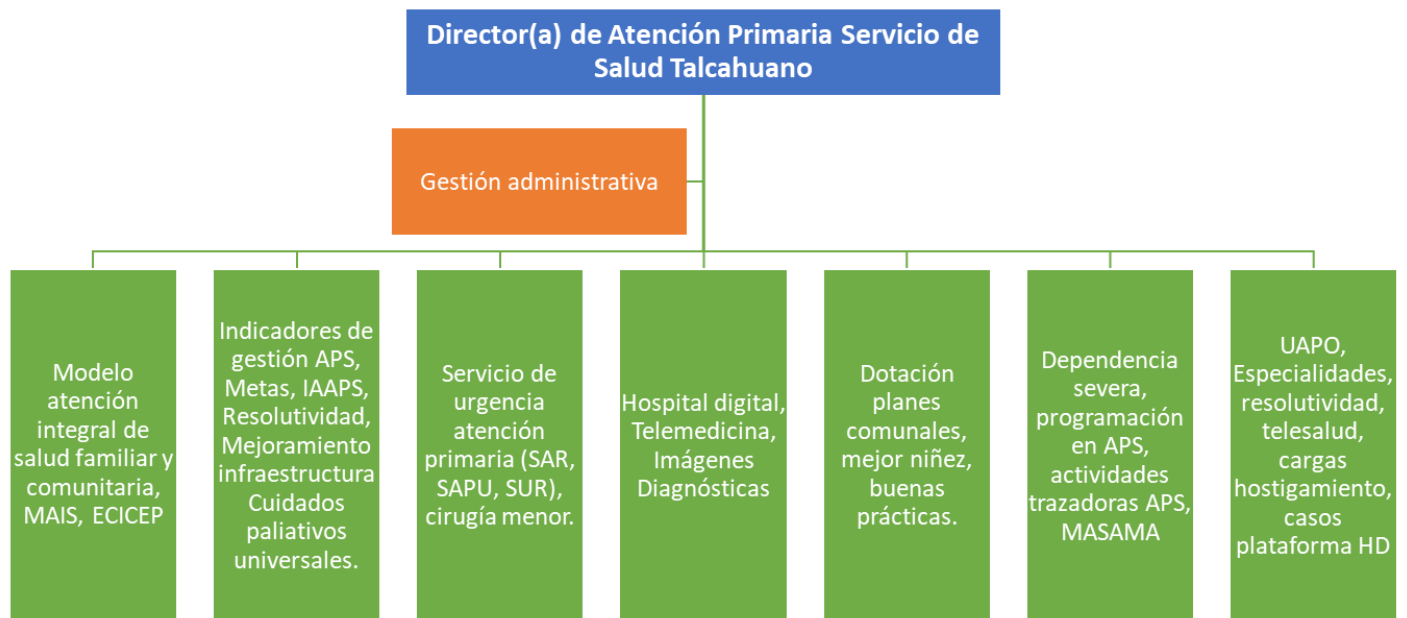 Director(a) de Atención Primaria Servicio de
Salud Talcahuano
Gestión administrativa
Modelo
atención
integral de
salud familiar y
comunitaria,
MAIS, ECICEP
Indicadores de
gestión APS,
Metas, IAAPS,
Resolutividad,
Mejoramiento
infraestructura
Cuidados
paliativos
universales.
Servicio de
urgencia
atención
primaria (SAR,
SAPU, SUR),
cirugía menor.
Hospital digital,
Telemedicina,
Imágenes
Diagnósticas
Dotación
planes
comunales,
mejor niñez,
buenas
prácticas.
Dependencia
severa,
programación
en APS,
actividades
trazadoras APS,
MASAMA
UAPO,
Especialidades,
resolutividad,
telesalud,
cargas
hostigamiento,
casos
plataforma HD